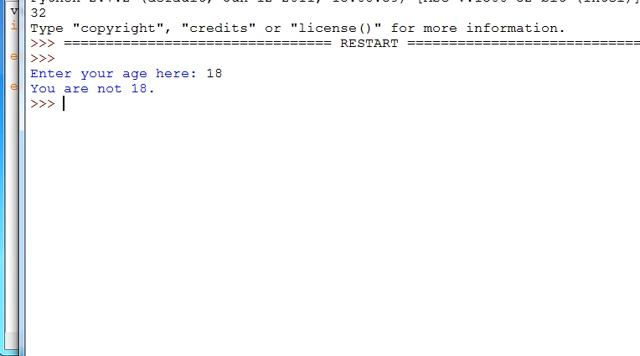 32
Type "copyright", "credits" or "license()" for more information.
>>> ================================ RESTART ================================
>>>
Enter your age here: 18
You are not 18.
>>>